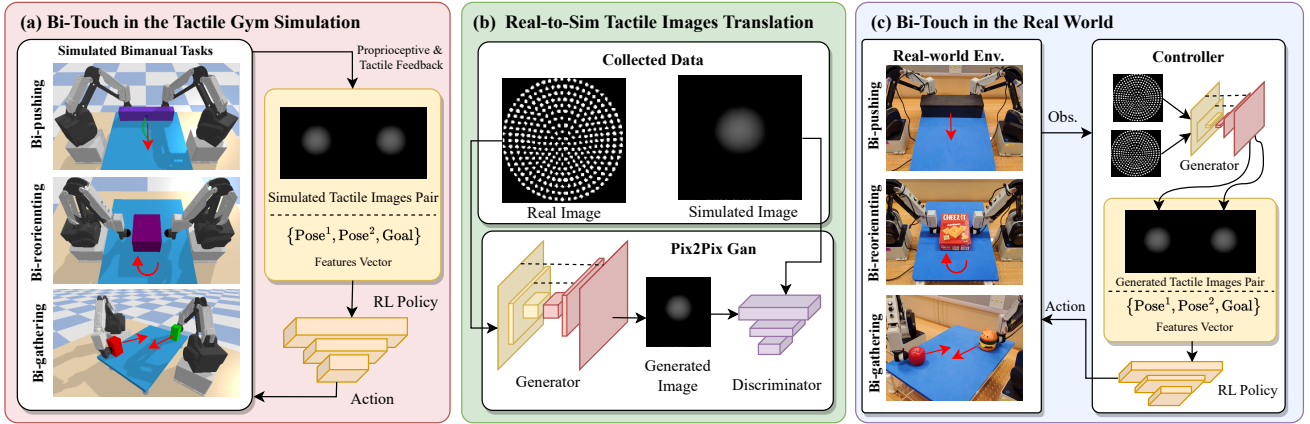 (a) Bi-Touch in the Tactile Gym Simulation
Simulated Bimanual Tasks
Bi-pushing
Bi-reorienuting
Bi-gathering
Proprioceptive &
Tactile Feedback
Simulated Tactile Images Pair
{Pose¹, Pose², Goal}
Features Vector
RL Policy
Action
(b) Real-to-Sim Tactile Images Translation
Collected Data
Real Image
Simulated Image
Pix2Pix Gan
Generator
Generated
Image
Discriminator
(c) Bi-Touch in the Real World
Real-world Env.
Bi-pushing
Bi-reorienting
Bi-gathering
CHEEZ IT
Obs.
Action
Controller
Generator
Generated Tactile Images Pair
{Pose¹, Pose², Goal}
Features Vector
RL Policy